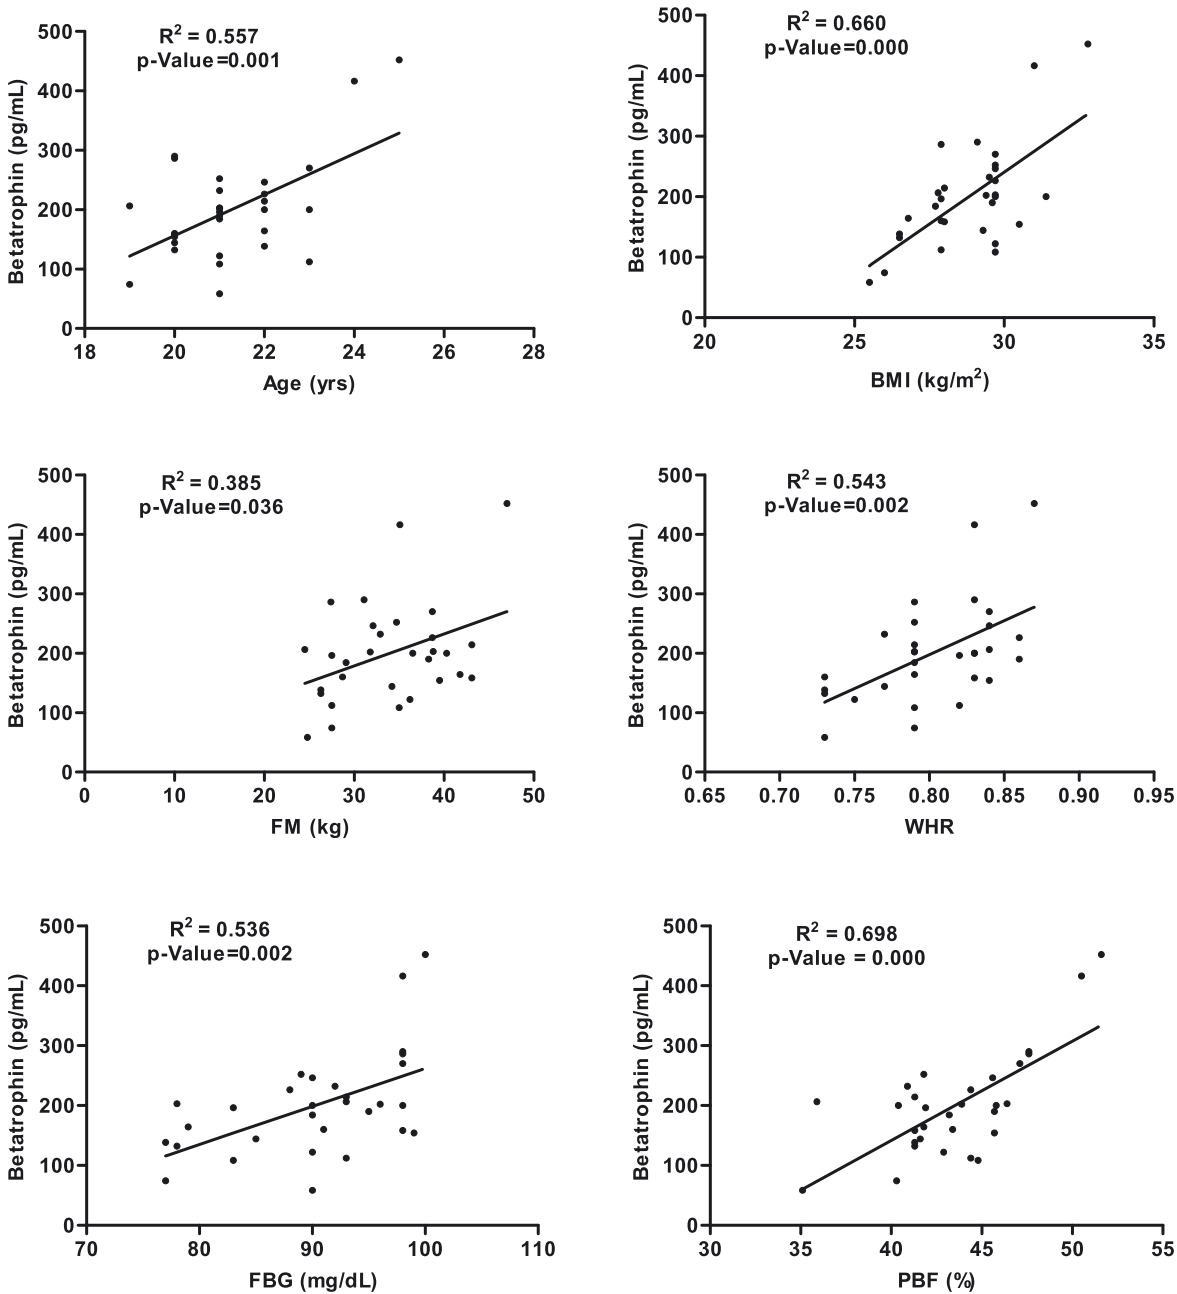 R² = 0.557
p-Value=0.001
Betatrophin (pg/mL)
500
400
300
200
100
0
18 20 22 24 26 28
Age (yrs)
R² = 0.660
p-Value=0.000
Betatrophin (pg/mL)
500
400
300
200
100
0
20 25 30 35
BMI (kg/m²)
R² = 0.385
p-Value=0.036
Betatrophin (pg/mL)
500
400
300
200
100
0
0 10 20 30 40 50
FM (kg)
R² = 0.543
p-Value=0.002
Betatrophin (pg/mL)
500
400
300
200
100
0
0.65 0.70 0.75 0.80 0.85 0.90 0.95
WHR
R² = 0.536
p-Value=0.002
Betatrophin (pg/mL)
500
400
300
200
100
0
70 80 90 100 110
FBG (mg/dL)
R² = 0.698
p-Value = 0.000
Betatrophin (pg/mL)
500
400
300
200
100
0
30 35 40 45 50 55
PBF (%)